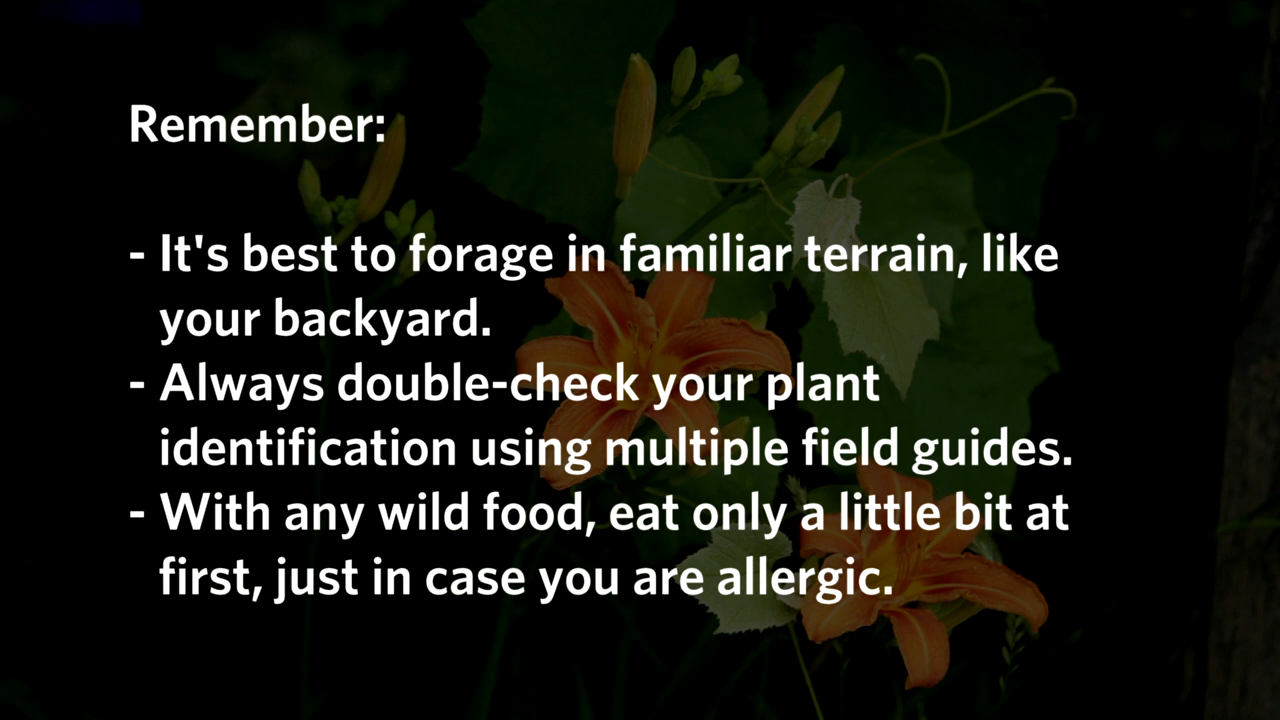 Remember:
- It's best to forage in familiar terrain, like
your backyard.
- Always double-check your plant
identification using multiple field guides.
- With any wild food, eat only a little bit at
first, just in case you are allergic.